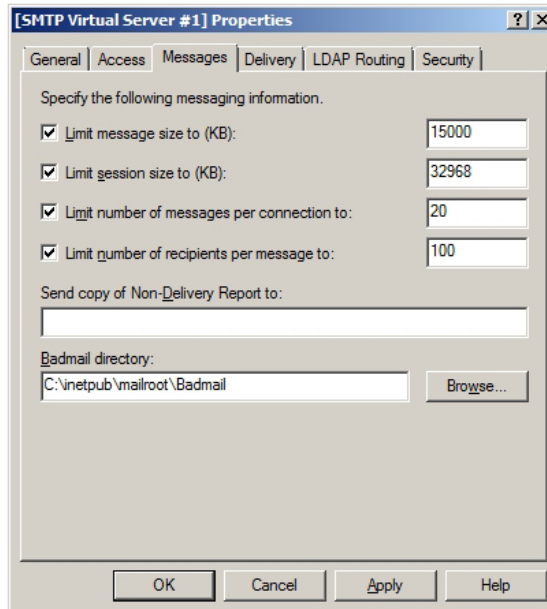 [SMTP Virtual Server #1] Properties
General Access Messages Delivery LDAP Routing Security
Specify the following messaging information.
Limit message size to (KB): 15000
Limit session size to (KB): 32968
Limit number of messages per connection to: 20
Limit number of recipients per message to: 100
Send copy of Non-Delivery Report to:
Badmail directory:
C:\inetpub\mailroot\Badmail Browse...
OK Cancel Apply Help